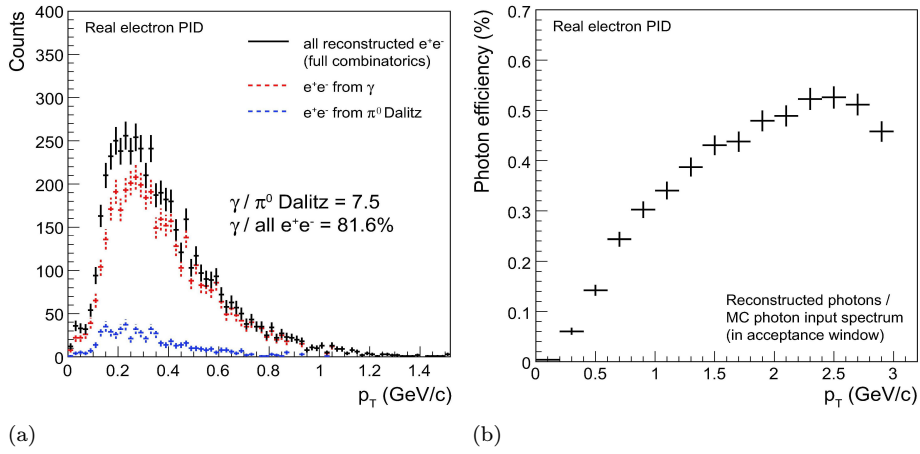 Counts
400
350
300
250
200
150
100
50
0
Real electron PID
all reconstructed e⁺e⁻
(full combinatorics)
e⁺e⁻ from γ
e⁺e⁻ from π⁰ Dalitz
γ / π⁰ Dalitz = 7.5
γ / all e⁺e⁻ = 81.6%
0 0.2 0.4 0.6 0.8 1 1.2 1.4
p_T (GeV/c)
(a)
Photon efficiency (%)
0.7
0.6
0.5
0.4
0.3
0.2
0.1
0
Real electron PID
Reconstructed photons /
MC photon input spectrum
(in acceptance window)
0 0.5 1 1.5 2 2.5 3
p_T (GeV/c)
(b)